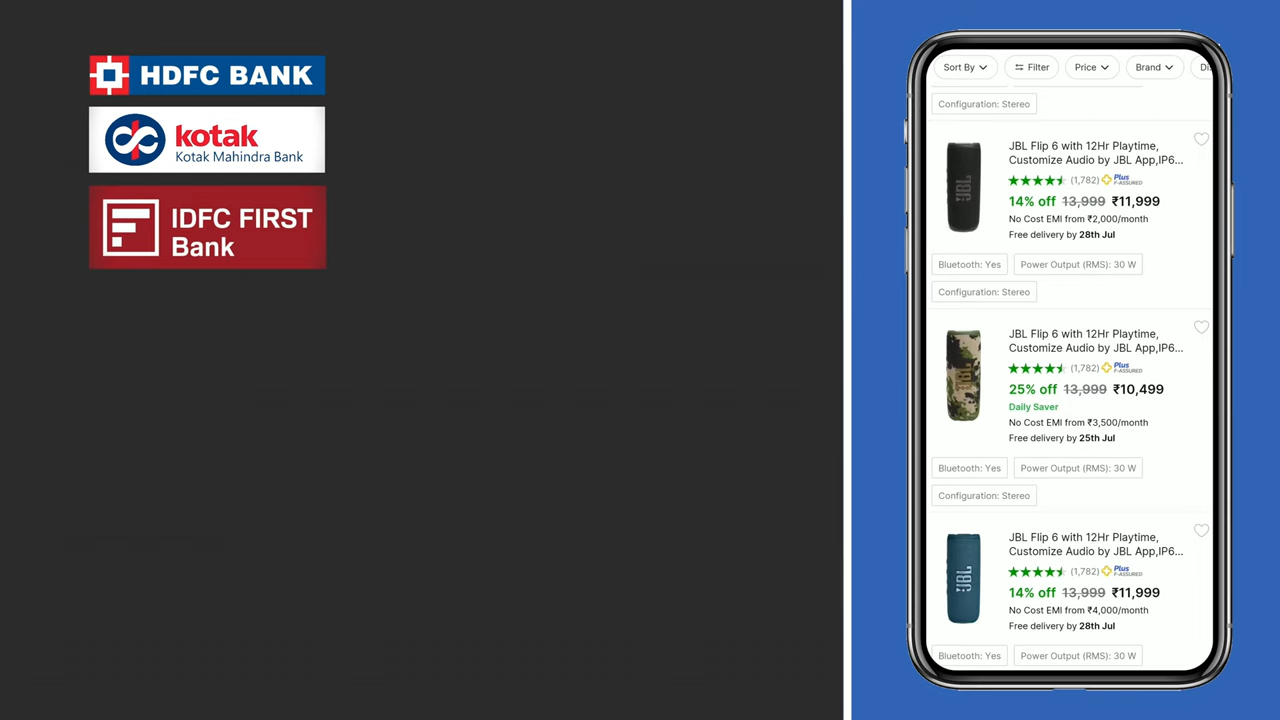 HDFC BANK
kotak
Kotak Mahindra Bank
IDFC FIRST
Bank
Sort By
Filter
Price
Brand
Configuration: Stereo
JBL Flip 6 with 12Hr Playtime,
Customize Audio by JBL App,IP6...
(1,782) Plus
F-ASSURED
14% off 13,999 ₹11,999
No Cost EMI from ₹2,000/month
Free delivery by 28th Jul
Bluetooth: Yes Power Output (RMS): 30 W
Configuration: Stereo
JBL
JBL Flip 6 with 12Hr Playtime,
Customize Audio by JBL App,IP6...
(1,782) Plus
F-ASSURED
25% off 13,999 ₹10,499
Daily Saver
No Cost EMI from ₹3,500/month
Free delivery by 25th Jul
Bluetooth: Yes Power Output (RMS): 30 W
Configuration: Stereo
JBL
JBL Flip 6 with 12Hr Playtime,
Customize Audio by JBL App,IP6...
(1,782) Plus
F-ASSURED
14% off 13,999 ₹11,999
No Cost EMI from ₹4,000/month
Free delivery by 28th Jul
JBL
Bluetooth: Yes Power Output (RMS): 30 W